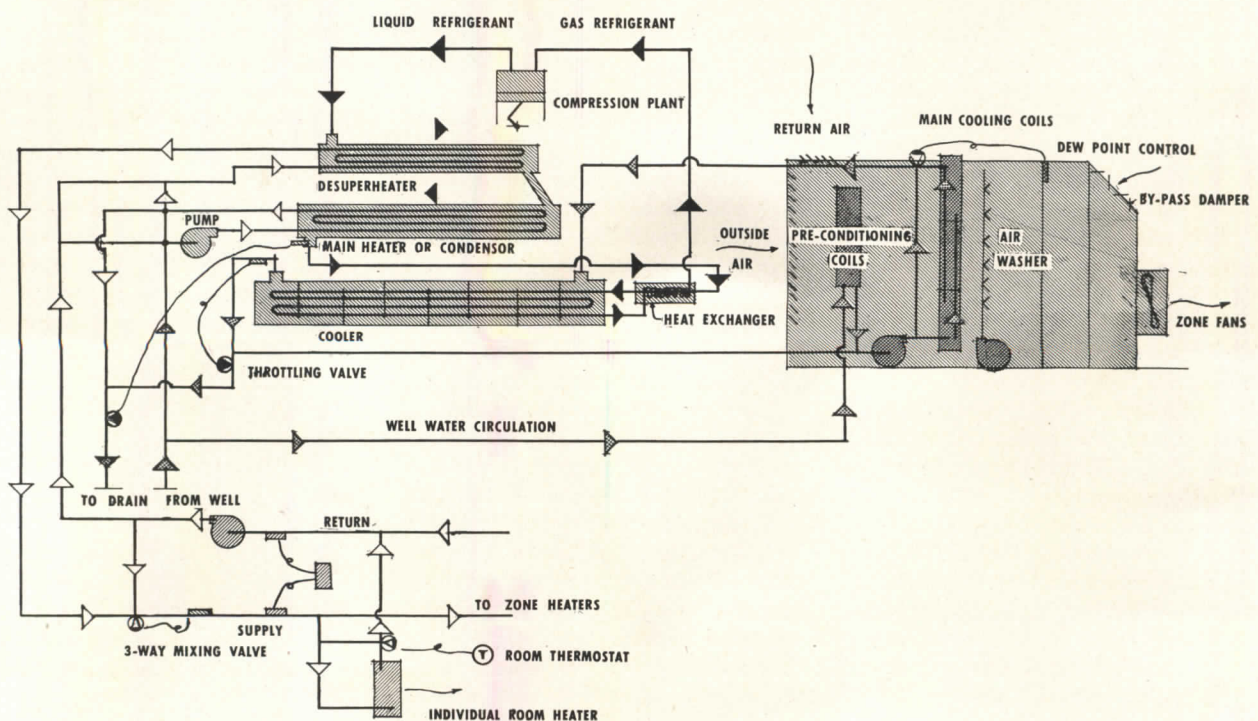 LIQUID REFRIGERANT
GAS REFRIGERANT
COMPRESSION PLANT
RETURN AIR
MAIN COOLING COILS
DEW POINT CONTROL
BY-PASS DAMPER
DESUPERHEATER
PUMP
MAIN HEATER OR CONDENSOR
OUTSIDE
AIR
PRE-CONDITIONING
COILS
AIR
WASHER
HEAT EXCHANGER
ZONE FANS
COOLER
THROTTLING VALVE
WELL WATER CIRCULATION
TO DRAIN
FROM WELL
RETURN
TO ZONE HEATERS
SUPPLY
3-WAY MIXING VALVE
T
ROOM THERMOSTAT
INDIVIDUAL ROOM HEATER